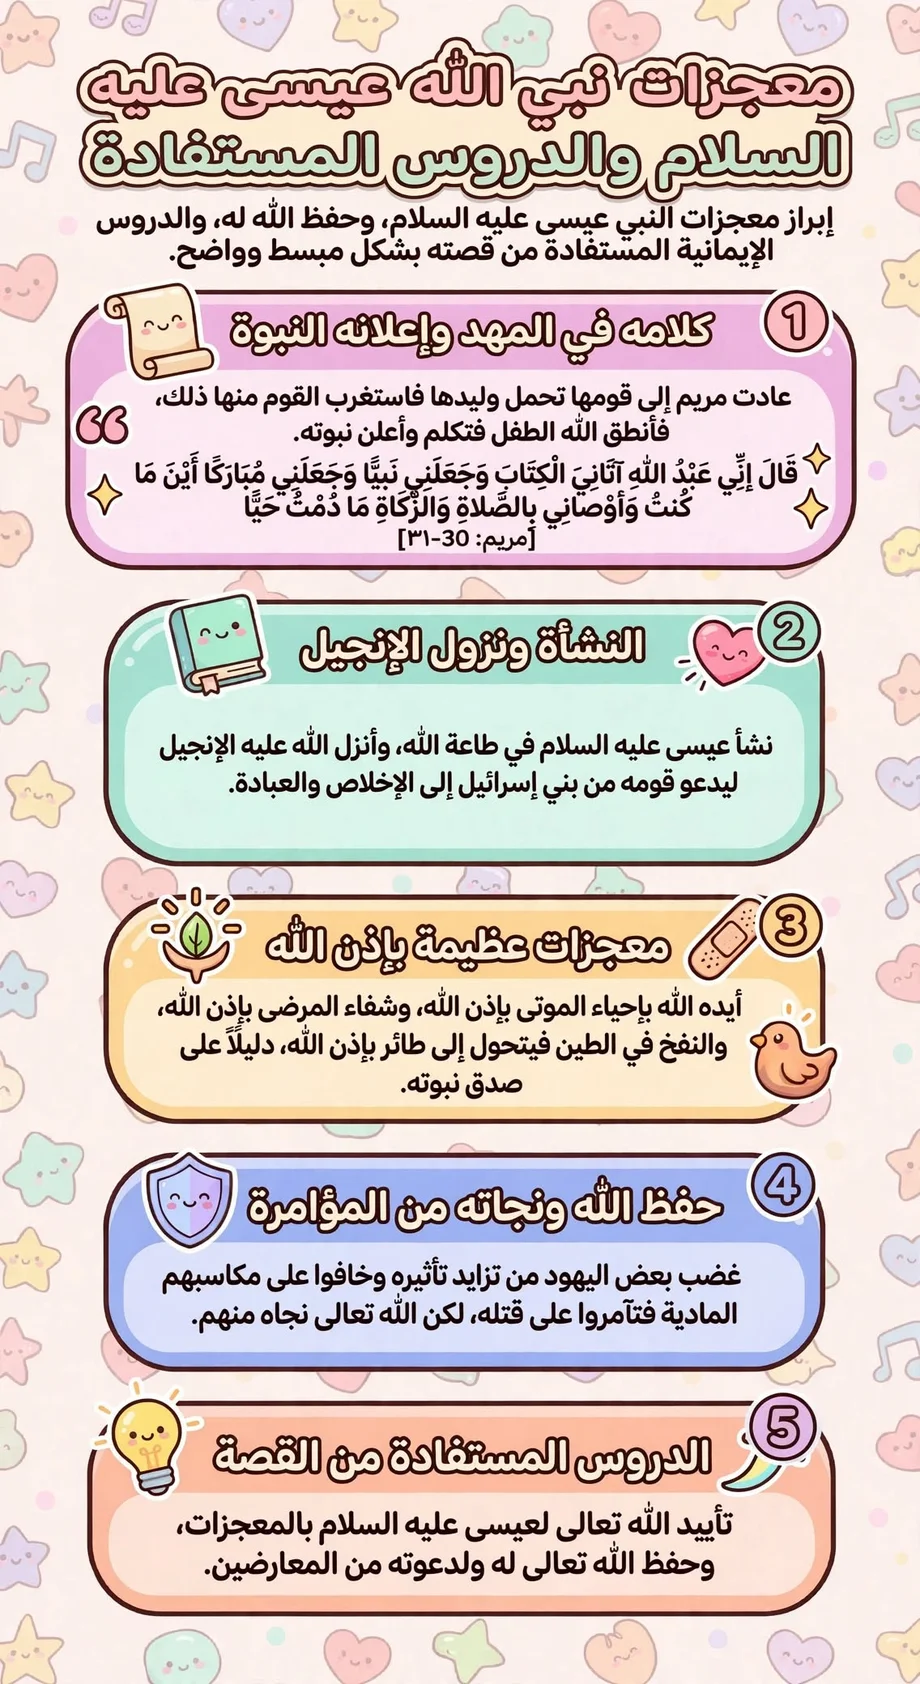 معجزات نبي الله عيسى عليه
السلام والدروس المستفادة
إبراز معجزات النبي عيسى عليه السلام، وحفظ الله له، والدروس
الإيمانية المستفادة من قصته بشكل مبسط وواضح.
1
كلامه في المهد وإعلانه النبوة
عادت مريم إلى قومها تحمل وليدها فاستغرب القوم منها ذلك،
فأنطق الله الطفل فتكلم وأعلن نبوته.
قَالَ إِنِّي عَبْدُ اللهِ آتَانِيَ الْكِتَابَ وَجَعَلَنِي نَبِيًّا وَجَعَلَنِي مُبَارَكًا أَيْنَ مَا
كُنتُ وَأَوْصَانِي بِالصَّلاةِ وَالزَّكَاةِ مَا دُمْتُ حَيًّا
[مريم: 30-٣١]
2
النشأة ونزول الإنجيل
نشأ عيسى عليه السلام في طاعة الله، وأنزل الله عليه الإنجيل
ليدعو قومه من بني إسرائيل إلى الإخلاص والعبادة.
3
معجزات عظيمة بإذن الله
أيده الله بإحياء الموتى بإذن الله، وشفاء المرضى بإذن الله،
والنفخ في الطين فيتحول إلى طائر بإذن الله، دليلًا على
صدق نبوته.
4
حفظ الله ونجاته من المؤامرة
غضب بعض اليهود من تزايد تأثيره وخافوا على مكاسبهم
المادية فتآمروا على قتله، لكن الله تعالى نجاه منهم.
5
الدروس المستفادة من القصة
تأييد الله تعالى لعيسى عليه السلام بالمعجزات،
وحفظ الله تعالى له ولدعوته من المعارضين.